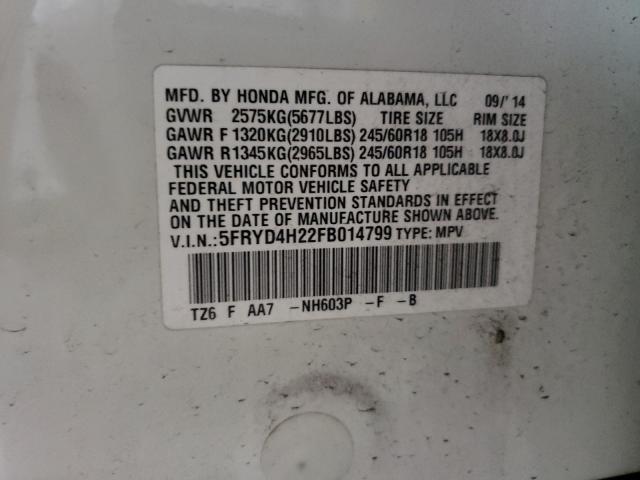 MFD. BY HONDA MFG. OF ALABAMA, LLC 09/'14
GVWR 2575KG(5677LBS) TIRE SIZE RIM SIZE
GAWR F 1320KG(2910LBS) 245/60R18 105H 18X8.0J
GAWR R1345KG(2965LBS) 245/60R18 105H 18X8.0J
THIS VEHICLE CONFORMS TO ALL APPLICABLE
FEDERAL MOTOR VEHICLE SAFETY
AND THEFT PREVENTION STANDARDS IN EFFECT
ON THE DATE OF MANUFACTURE SHOWN ABOVE.
V.I.N.:5FRYD4H22FB014799 TYPE: MPV
TZ6 F AA7 -NH603P -F -B